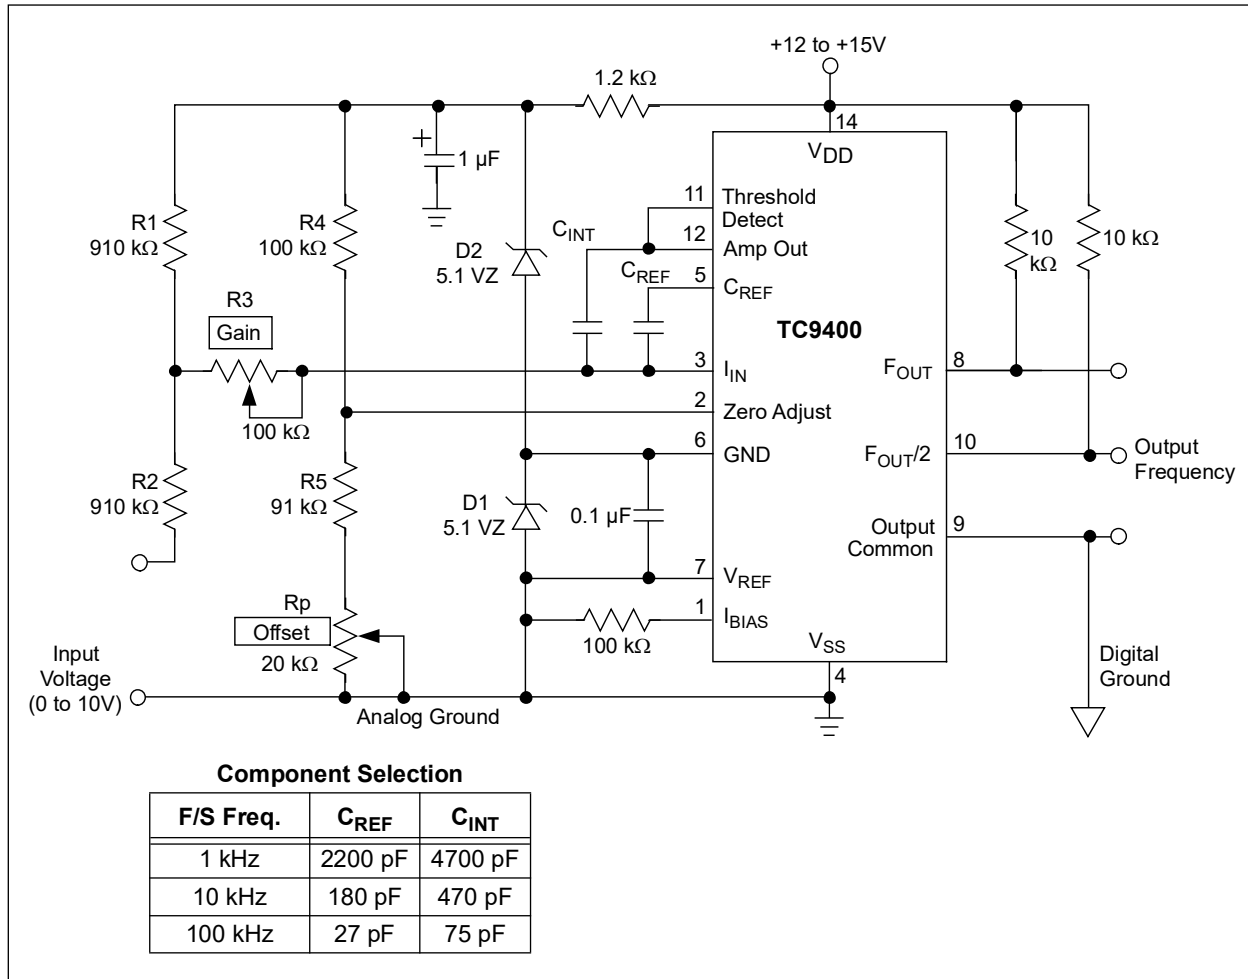 +12 to +15V
1.2 kΩ
14
VDD
+
1 µF
R1
910 kΩ
R4
100 kΩ
11
Threshold
Detect
CINT
12
Amp Out
D2
5.1 VZ
CREF
5
CREF
10
kΩ
10 kΩ
R3
Gain
100 kΩ
TC9400
3
IIN
FOUT
8
2
Zero Adjust
6
GND
FOUT/2
10
Output
Frequency
R2
910 kΩ
R5
91 kΩ
D1
5.1 VZ
0.1 µF
Output
Common
9
7
VREF
Rp
Offset
20 kΩ
1
IBIAS
100 kΩ
VSS
4
Input
Voltage
(0 to 10V)
Analog Ground
Digital
Ground
Component Selection
F/S Freq. CREF CINT
1 kHz 2200 pF 4700 pF
10 kHz 180 pF 470 pF
100 kHz 27 pF 75 pF